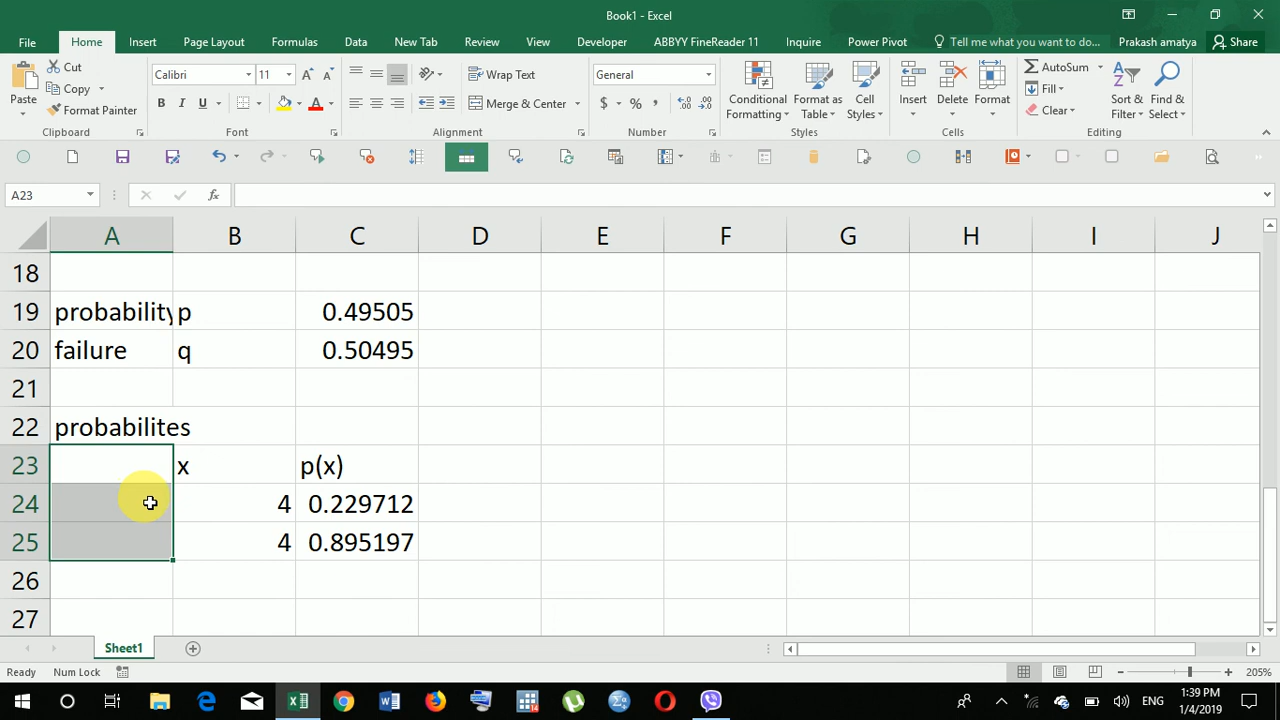 Book1 - Excel
File Home Insert Page Layout Formulas Data New Tab Review View Developer ABBYY FineReader 11 Inquire Power Pivot Tell me what you want to do... Prakash amatya Share
Paste Cut Copy Format Painter
Calibri 11
B I U A
Wrap Text
Merge & Center
General
$ % ,
Conditional Formatting
Format as Table
Cell Styles
Insert Delete Format
AutoSum
Fill
Clear
Sort & Filter
Find & Select
Clipboard Font Alignment Number Styles Cells Editing
A23 fx
A B C D E F G H I J
18
19 probability p 0.49505
20 failure q 0.50495
21
22 probabilites
23 x p(x)
24 4 0.229712
25 4 0.895197
26
27
Sheet1
Ready Num Lock 205%
ENG 1:39 PM
1/4/2019